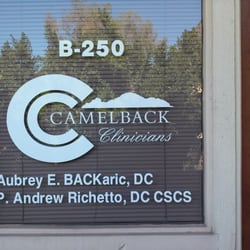 B-250
CAMELBACK
Clinicians
Aubrey E. BACKaric, DC
P. Andrew Richetto, DC CSCS